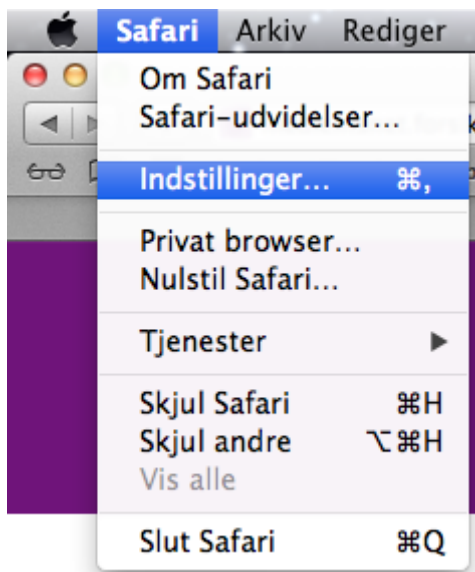 Safari Arkiv Rediger
Om Safari
Safari-udvidelser...
Indstillinger... ⌘,
Privat browser...
Nulstil Safari...
Tjenester ▶
Skjul Safari ⌘H
Skjul andre ⌥⌘H
Vis alle
Slut Safari ⌘Q